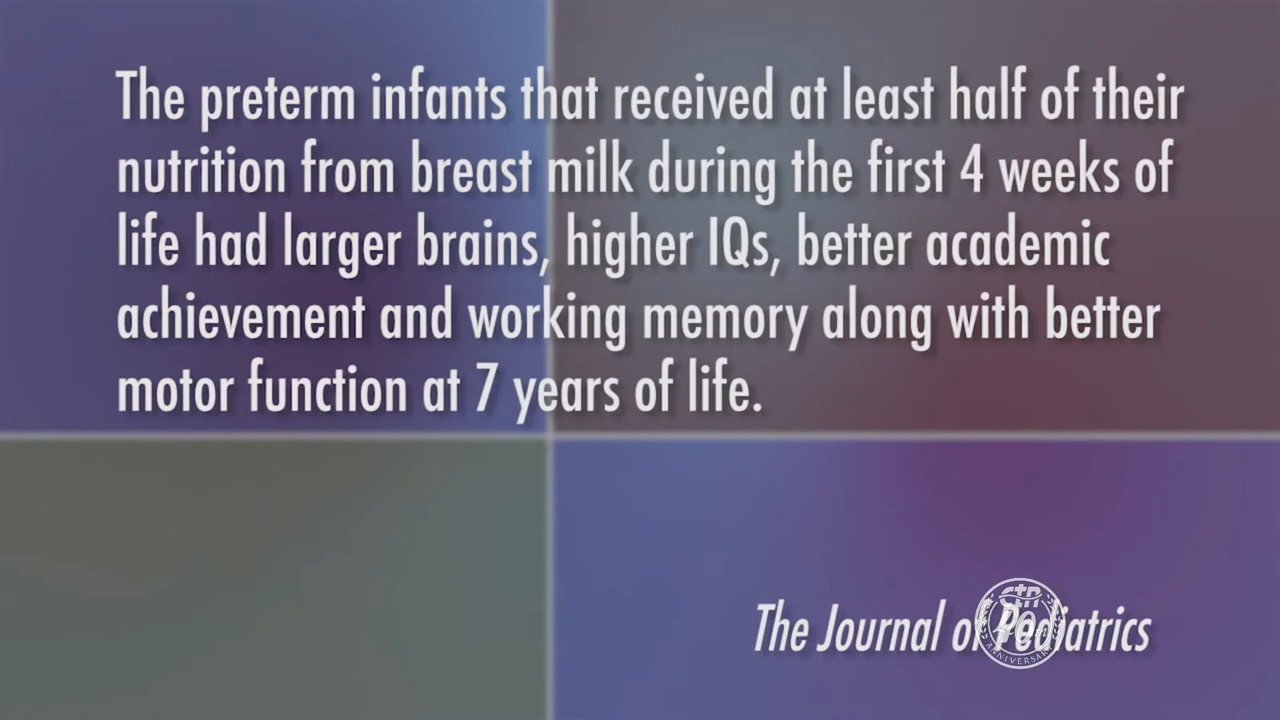 The preterm infants that received at least half of their
nutrition from breast milk during the first 4 weeks of
life had larger brains, higher IQs, better academic
achievement and working memory along with better
motor function at 7 years of life.
The Journal of Pediatrics
ANNIVERSARY